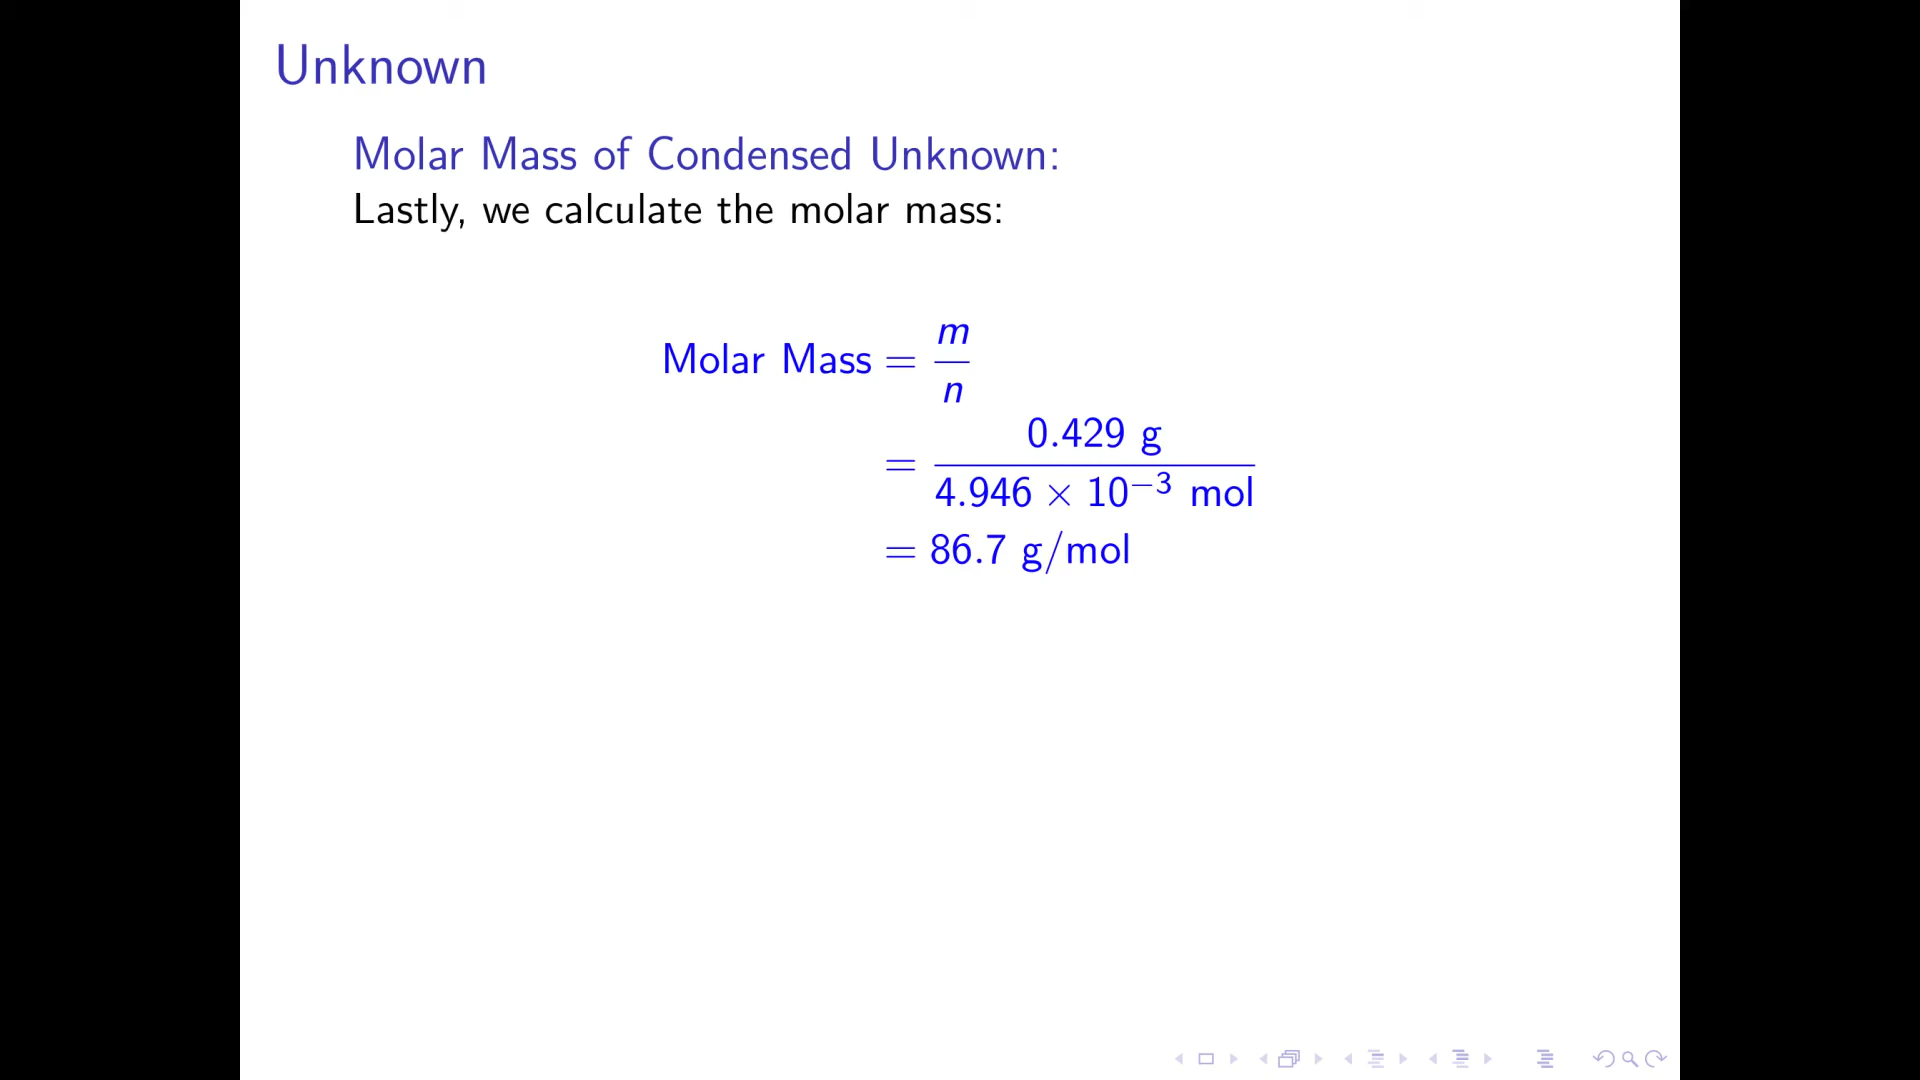 Unknown
Molar Mass of Condensed Unknown:
Lastly, we calculate the molar mass:
Molar Mass = m/n
= 0.429 g / 4.946 × 10⁻³ mol
= 86.7 g/mol